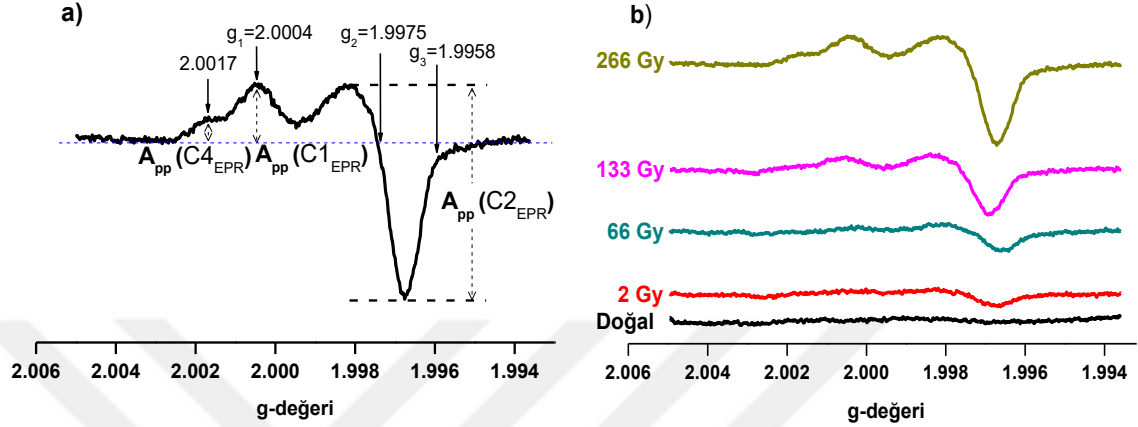 a)
g1=2.0004
g2=1.9975
g3=1.9958
2.0017
App(C4EPR) App(C1EPR)
App(C2EPR)
2.006 2.004 2.002 2.000 1.998 1.996 1.994
g-değeri
b)
266 Gy
133 Gy
66 Gy
2 Gy
Doğal
2.006 2.004 2.002 2.000 1.998 1.996 1.994
g-değeri